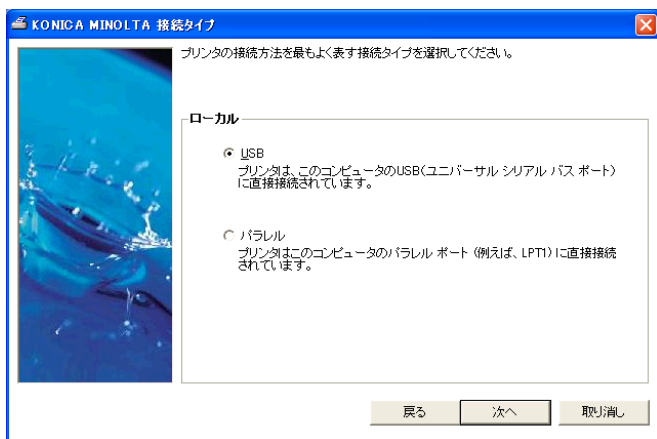 KONICA MINOLTA 接続タイプ
プリンタの接続方法を最もよく表す接続タイプを選択してください。
ローカル
USB
プリンタは、このコンピュータのUSB(ユニバーサル シリアル バス ポート)
に直接接続されています。
パラレル
プリンタはこのコンピュータのパラレル ポート (例えば、LPT1) に直接接続
されています。
戻る
次へ
取り消し